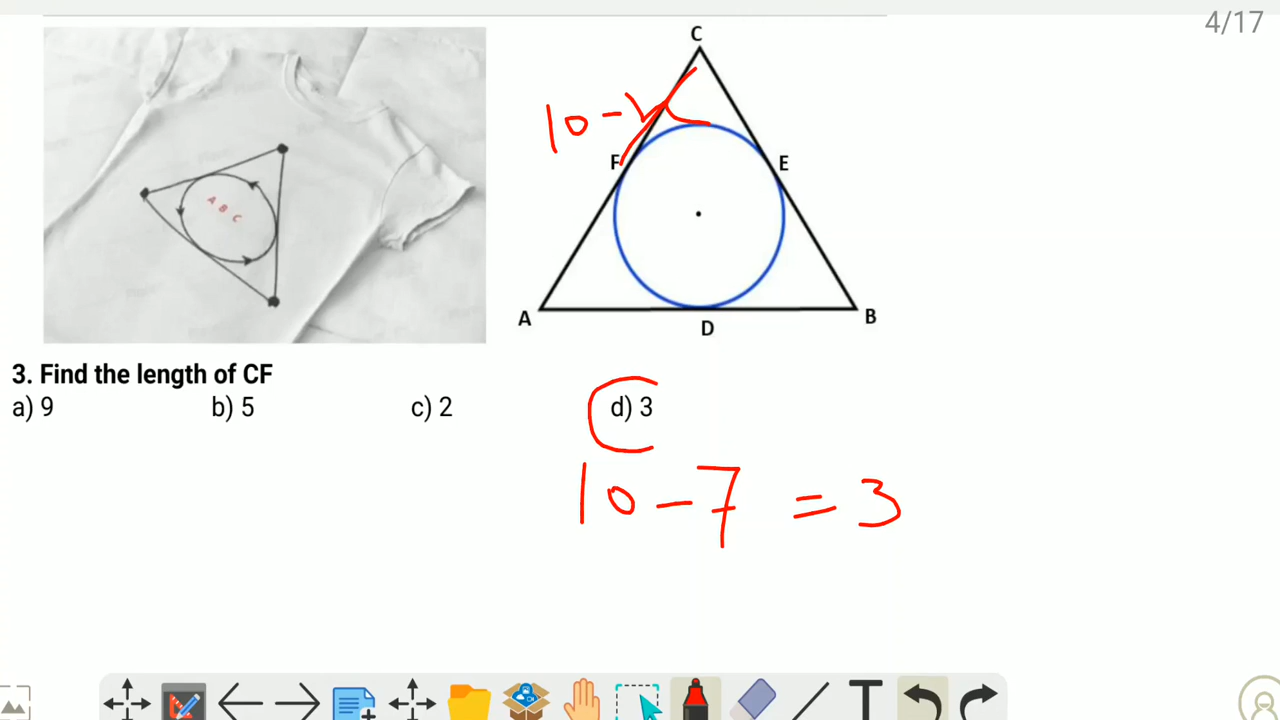 4/17
C
10-x
F
E
A B C
A
B
D
3. Find the length of CF
a) 9 b) 5 c) 2 d) 3
10-7 = 3
T